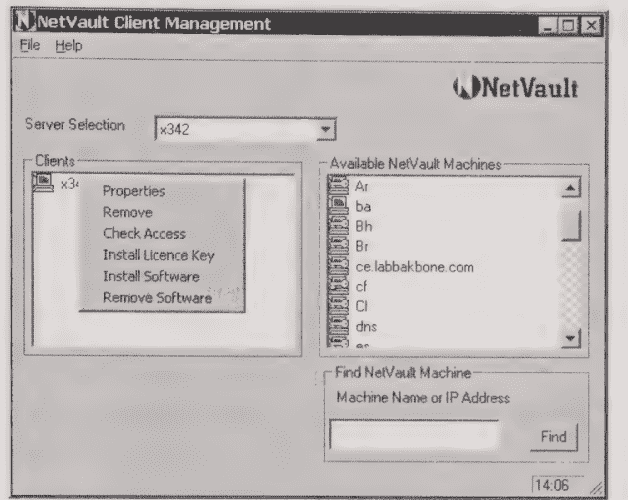 NetVault Client Management
File Help
NetVault
Server Selection
x342
Clients
Available NetVault Machines
Properties
Remove
Check Access
Install Licence Key
Install Software
Remove Software
Ar
ba
Bh
Br
ce.labbakbone.com
cf
Cl
dns
Find NetVault Machine
Machine Name or IP Address
Find
14:06